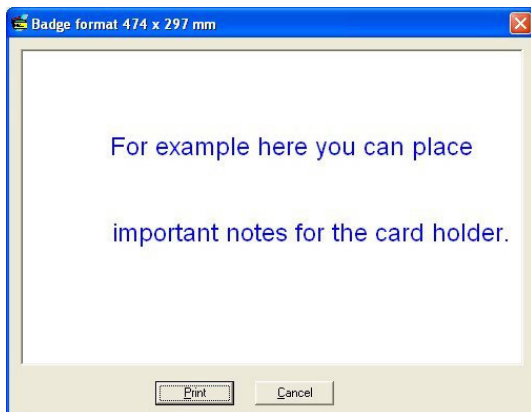 Badge format 474 x 297 mm
For example here you can place
important notes for the card holder.
Print Cancel